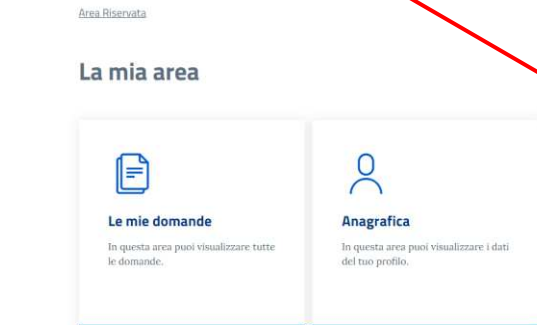 Area Riservata
La mia area
Le mie domande
In questa area puoi visualizzare tutte
le domande.
Anagrafica
In questa area puoi visualizzare i dati
del tuo profilo.